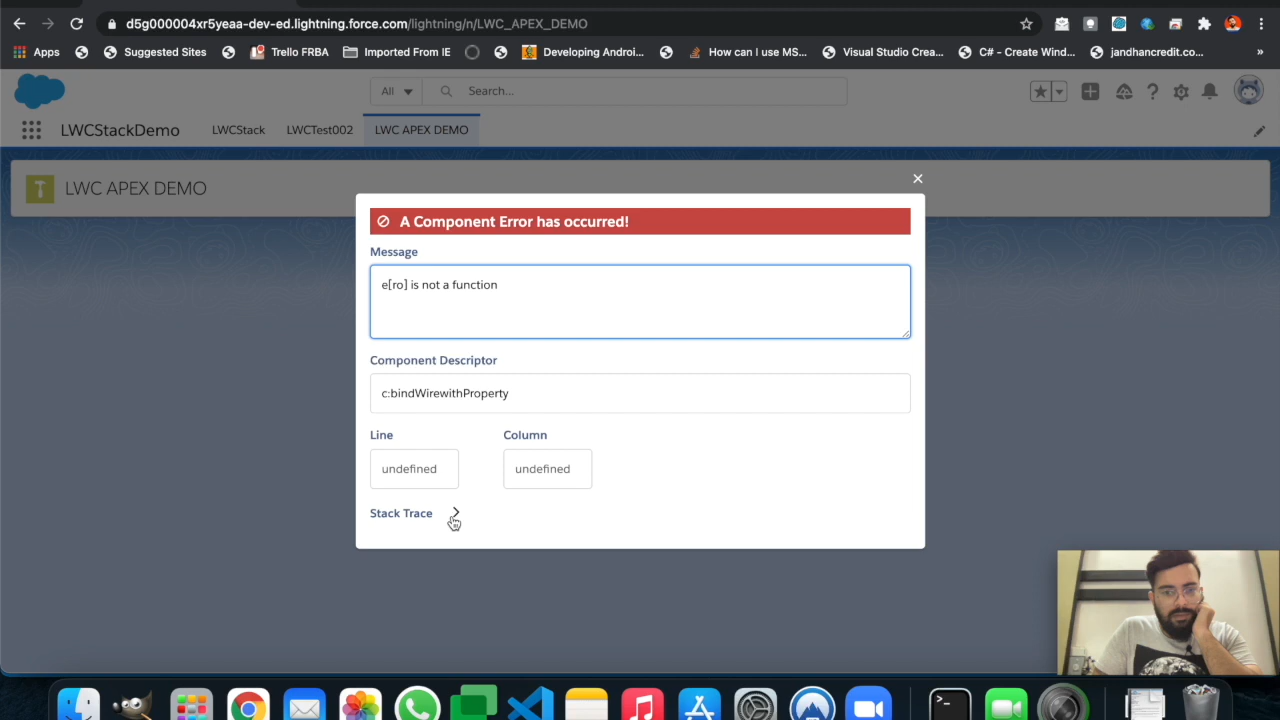 d5g000004xr5yeaa-dev-ed.lightning.force.com/lightning/n/LWC_APEX_DEMO
Apps Suggested Sites Trello FRBA Imported From IE Developing Androi... How can I use MS... Visual Studio Crea... C# - Create Wind... jandhancredit.co... »
All Search...
LWCStackDemo LWCStack LWCTest002 LWC APEX DEMO
LWC APEX DEMO
A Component Error has occurred!
Message
e[ro] is not a function
Component Descriptor
c:bindWirewithProperty
Line Column
undefined undefined
Stack Trace